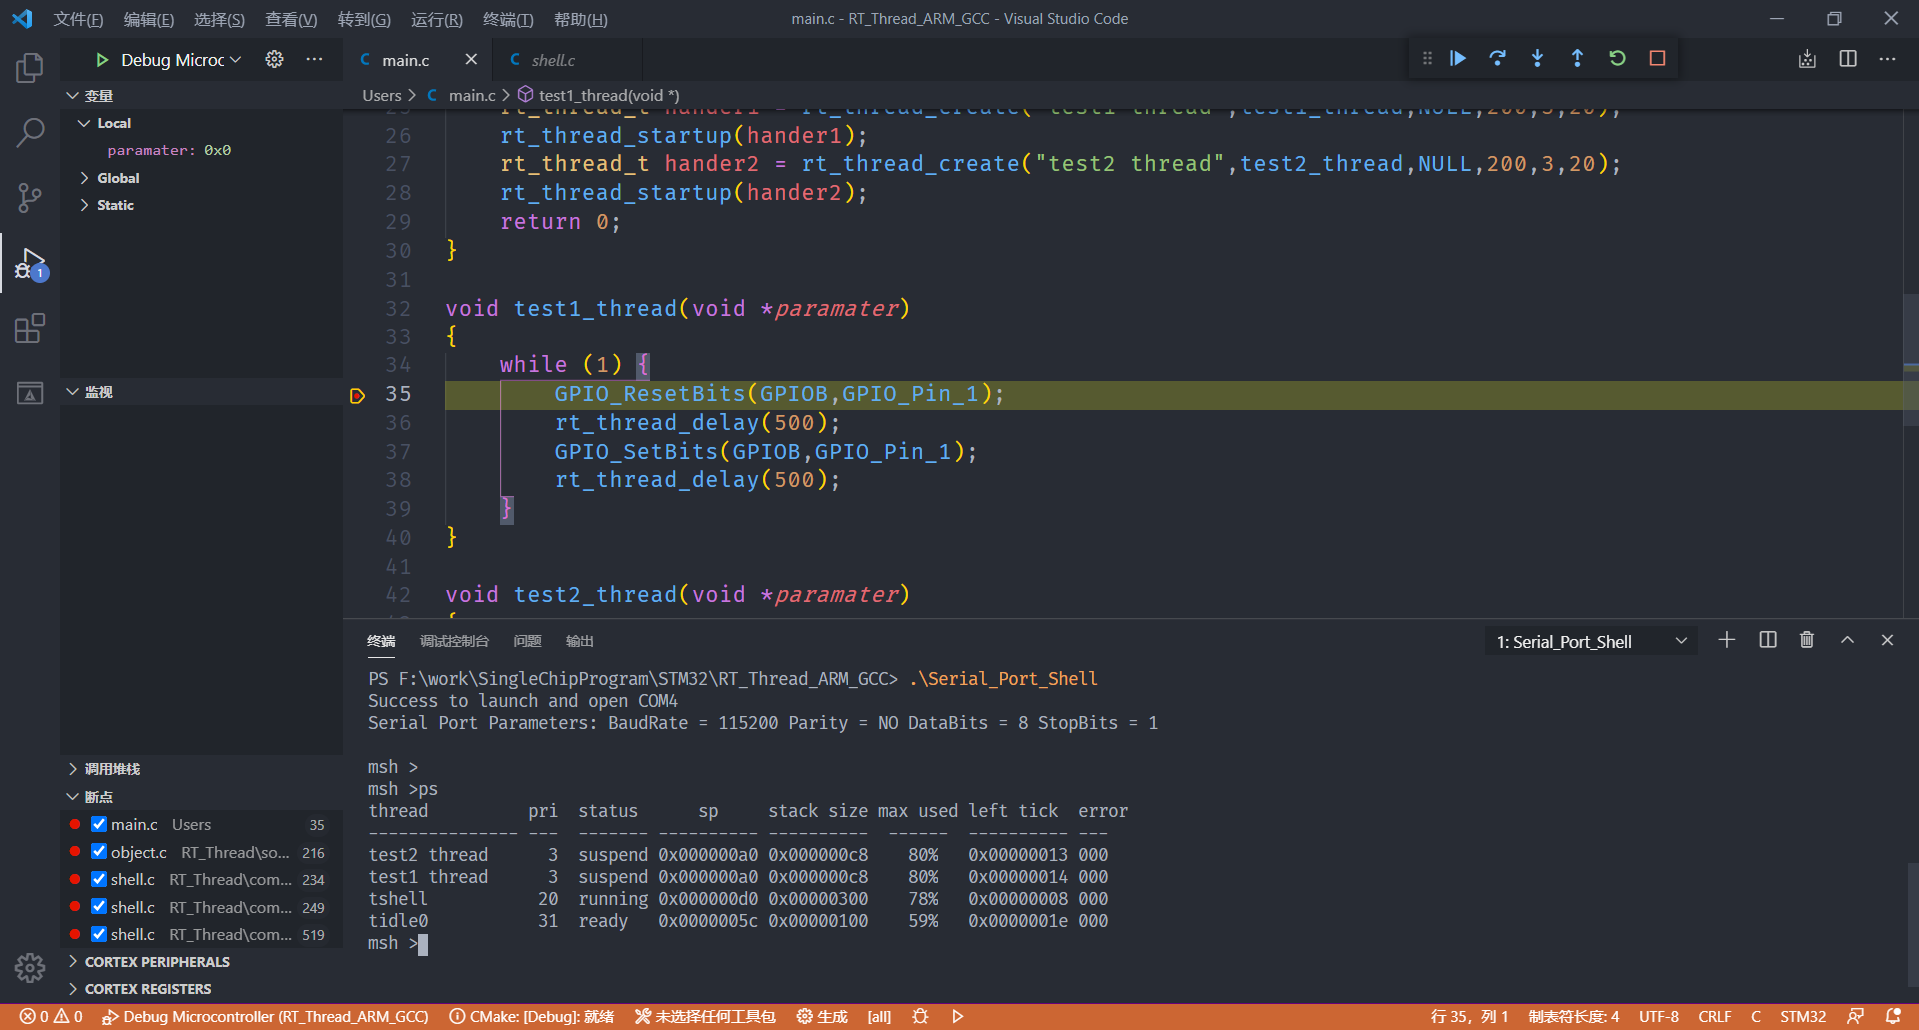 文件(F) 编辑(E) 选择(S) 查看(V) 转到(G) 运行(R) 终端(T) 帮助(H)
main.c - RT_Thread_ARM_GCC - Visual Studio Code
Debug Microc
main.c
shell.c
Users > C main.c > test1_thread(void *)
变量
Local
paramater: 0x0
Global
Static
监视
调用堆栈
断点
main.c Users 35
object.c RT_Thread\so... 216
shell.c RT_Thread\com... 234
shell.c RT_Thread\com... 249
shell.c RT_Thread\com... 519
CORTEX PERIPHERALS
CORTEX REGISTERS
1
25 rt_thread_t hander1 = rt_thread_create("test1 thread",test1_thread,NULL,200,3,20);
26 rt_thread_startup(hander1);
27 rt_thread_t hander2 = rt_thread_create("test2 thread",test2_thread,NULL,200,3,20);
28 rt_thread_startup(hander2);
29 return 0;
30 }
31
32 void test1_thread(void *paramater)
33 {
34 while (1) {
35 GPIO_ResetBits(GPIOB,GPIO_Pin_1);
36 rt_thread_delay(500);
37 GPIO_SetBits(GPIOB,GPIO_Pin_1);
38 rt_thread_delay(500);
39 }
40 }
41
42 void test2_thread(void *paramater)
43 {
终端 调试控制台 问题 输出
1: Serial_Port_Shell
PS F:\work\SingleChipProgram\STM32\RT_Thread_ARM_GCC> .\Serial_Port_Shell
Success to launch and open COM4
Serial Port Parameters: BaudRate = 115200 Parity = NO DataBits = 8 StopBits = 1
msh >
msh >ps
thread pri status sp stack size max used left tick error
--------------- --- ------- ---------- ---------- ------ ---------- ---
test2 thread 3 suspend 0x000000a0 0x000000c8 80% 0x00000013 000
test1 thread 3 suspend 0x000000a0 0x000000c8 80% 0x00000014 000
tshell 20 running 0x000000d0 0x00000300 78% 0x00000008 000
tidle0 31 ready 0x0000005c 0x00000100 59% 0x0000001e 000
msh >
0 0 Debug Microcontroller (RT_Thread_ARM_GCC) CMake: [Debug]: 就绪 未选择任何工具包 生成 [all]
行 35，列 1 制表符长度: 4 UTF-8 CRLF C STM32